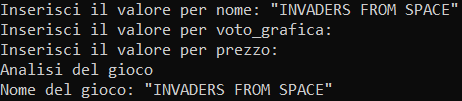 Inserisci il valore per nome: "INVADERS FROM SPACE"
Inserisci il valore per voto_grafica:
Inserisci il valore per prezzo:
Analisi del gioco
Nome del gioco: "INVADERS FROM SPACE"